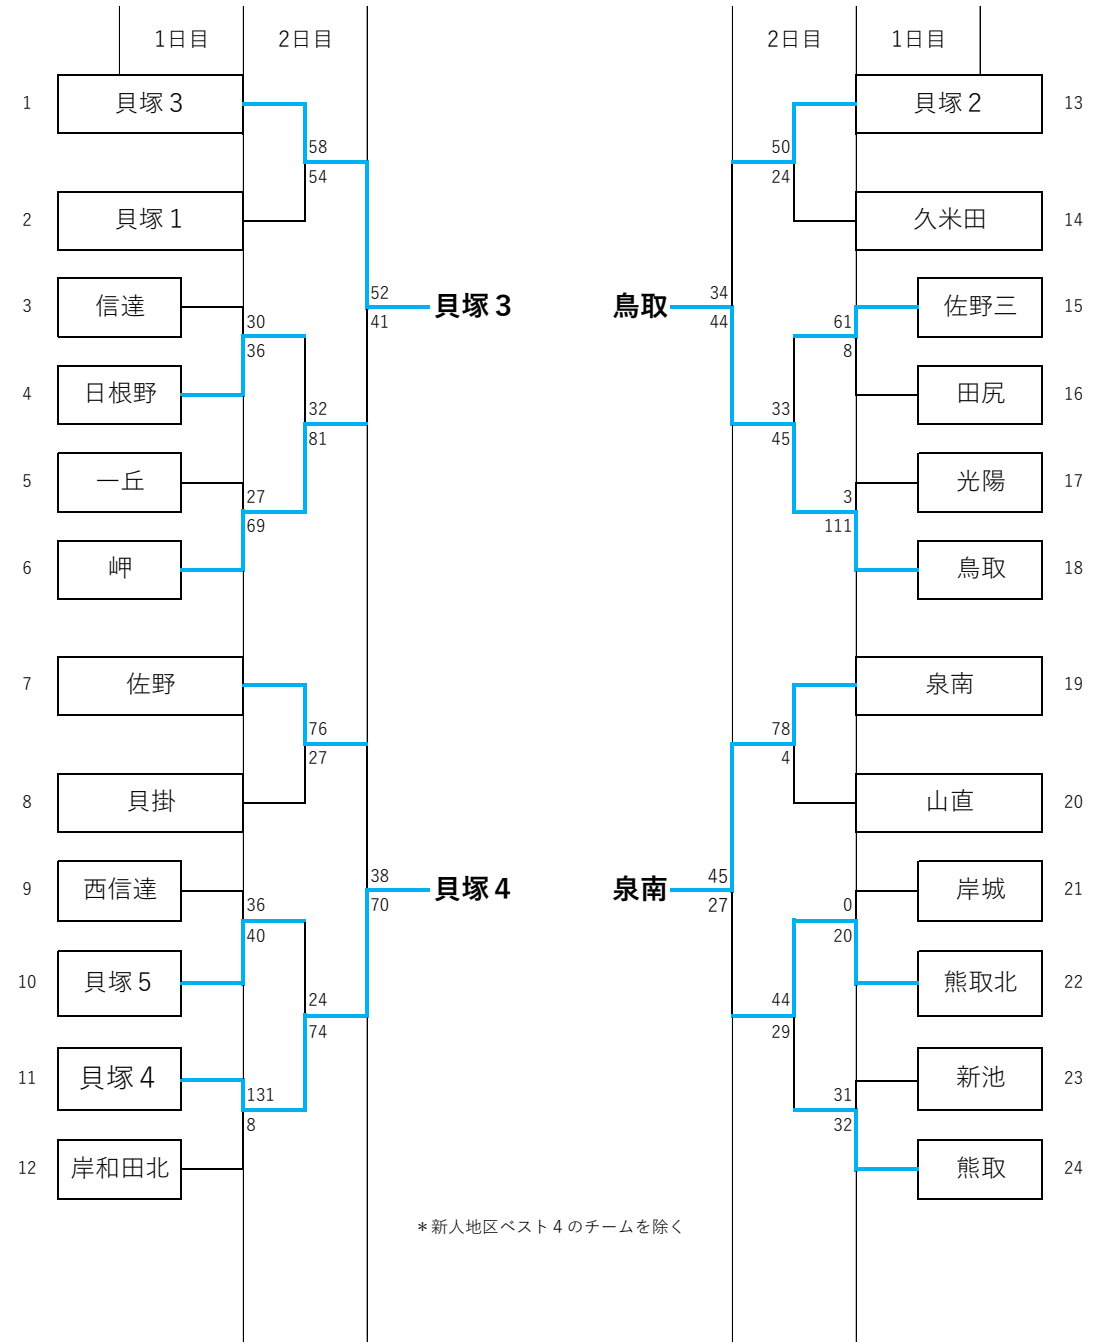 1日目 2日目 2日目 1日目
1 貝塚３ 貝塚２ 13
58 50
54 24
2 貝塚１ 久米田 14
52 34
3 信達 貝塚３ 鳥取 佐野三 15
30 41 44 61
36 8
4 日根野 田尻 16
32 33
81 45
5 一丘 光陽 17
27 3
69 111
6 岬 鳥取 18
7 佐野 泉南 19
76 78
27 4
8 貝掛 山直 20
38 45
9 西信達 貝塚４ 泉南 岸城 21
36 70 27 0
40 20
10 貝塚５ 熊取北 22
24 44
74 29
11 貝塚４ 新池 23
131 31
8 32
12 岸和田北 熊取 24
＊新人地区ベスト４のチームを除く